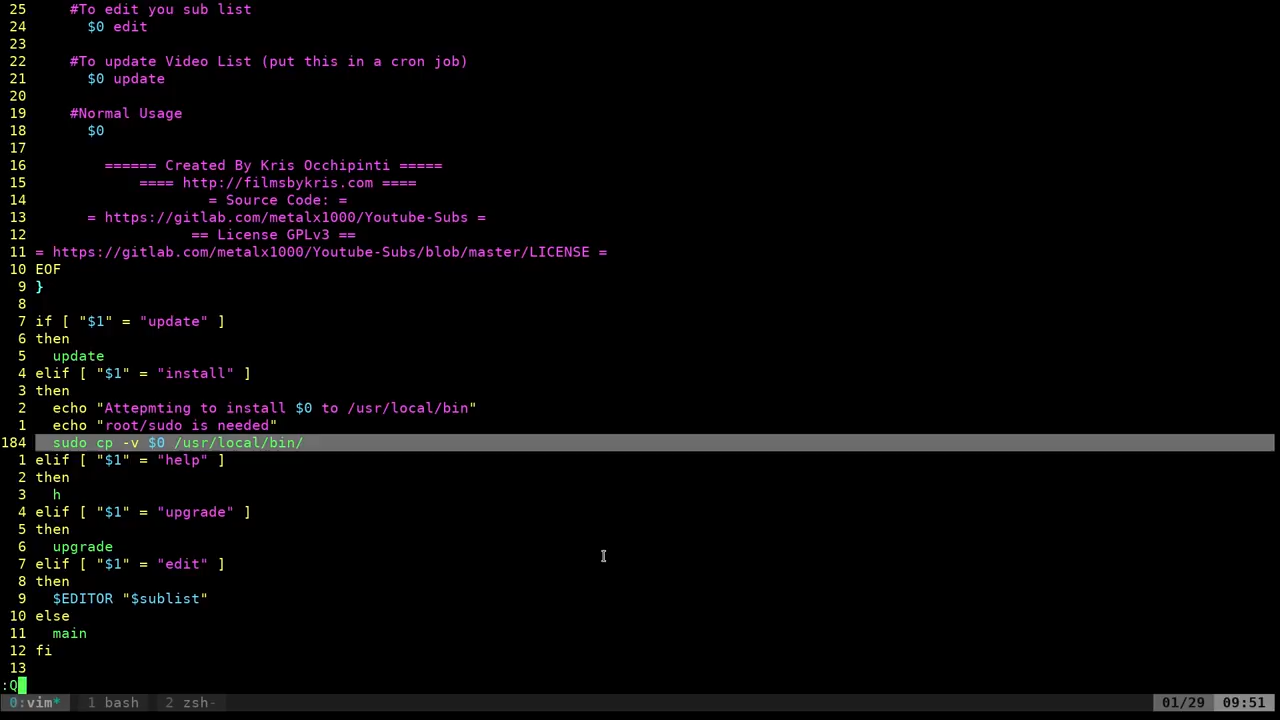 25     #To edit you sub list
24       $0 edit
23
22     #To update Video List (put this in a cron job)
21       $0 update
20
19     #Normal Usage
18       $0
17
16         ====== Created By Kris Occhipinti =====
15             ==== http://filmsbykris.com ====
14                     = Source Code: =
13       = https://gitlab.com/metalx1000/Youtube-Subs =
12                   == License GPLv3 ==
11 = https://gitlab.com/metalx1000/Youtube-Subs/blob/master/LICENSE =
10 EOF
9 }
8
7 if [ "$1" = "update" ]
6 then
5   update
4 elif [ "$1" = "install" ]
3 then
2   echo "Attepmting to install $0 to /usr/local/bin"
1   echo "root/sudo is needed"
184   sudo cp -v $0 /usr/local/bin/
1 elif [ "$1" = "help" ]
2 then
3   h
4 elif [ "$1" = "upgrade" ]
5 then
6   upgrade
7 elif [ "$1" = "edit" ]
8 then
9   $EDITOR "$sublist"
10 else
11   main
12 fi
13
:Q
0:vim* 1 bash 2 zsh- 01/29 09:51